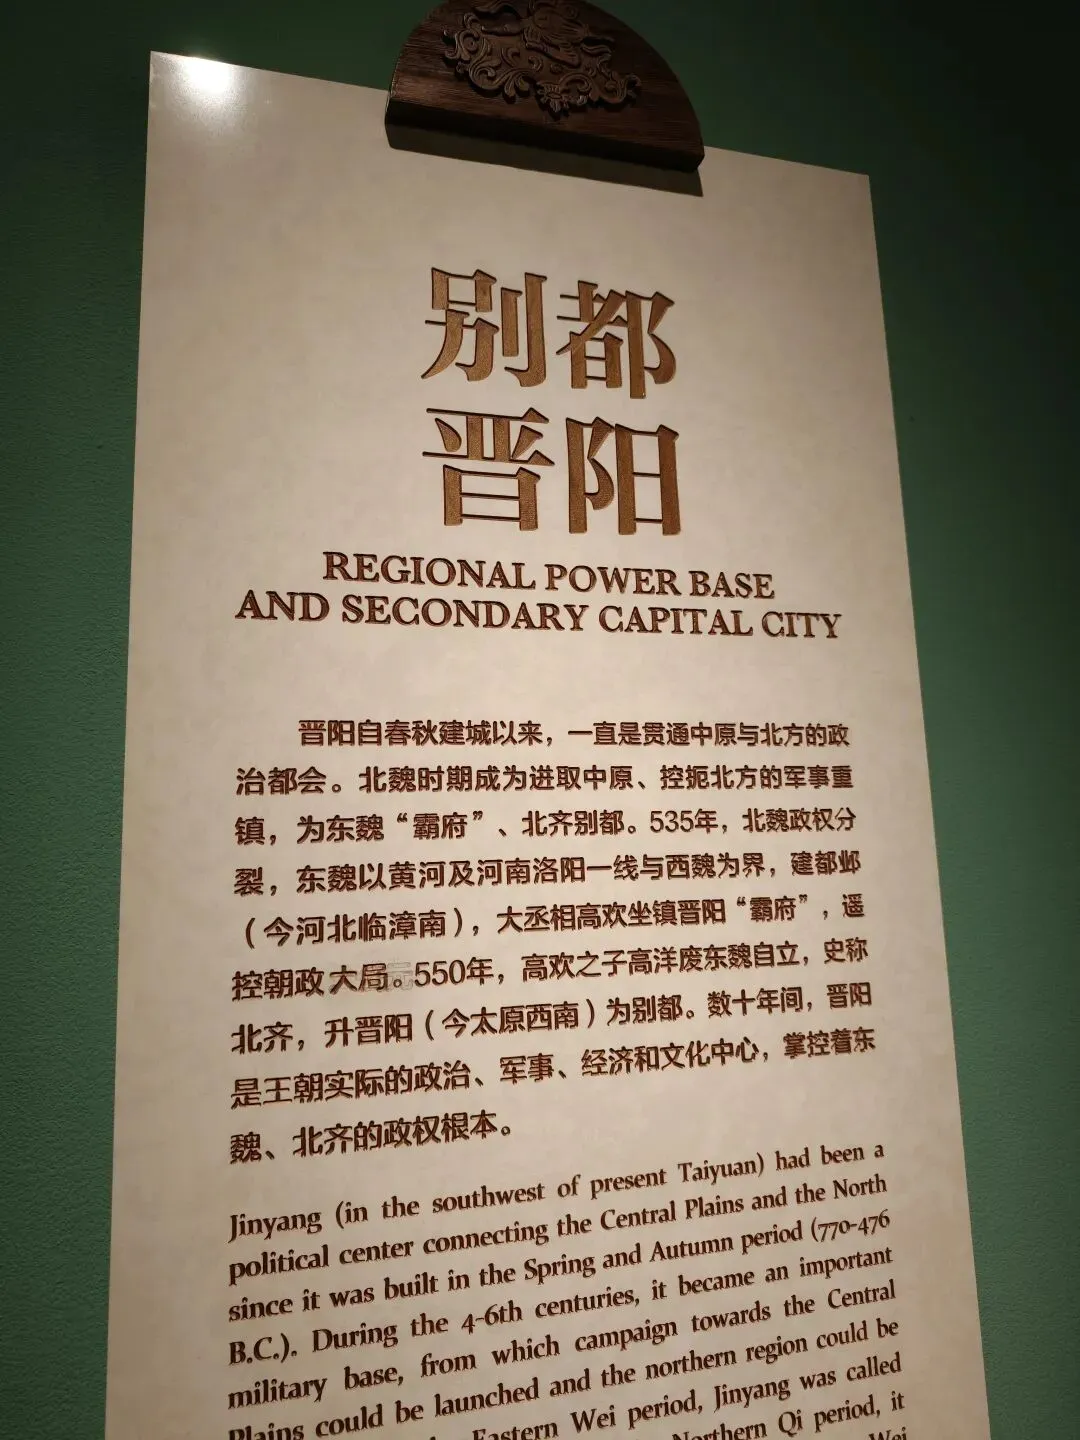 别都
晋阳
REGIONAL POWER BASE
AND SECONDARY CAPITAL CITY
晋阳自春秋建城以来，一直是贯通中原与北方的政
治都会。北魏时期成为进取中原、控扼北方的军事重
镇，为东魏“霸府”、北齐别都。535年，北魏政权分
裂，东魏以黄河及河南洛阳一线与西魏为界，建都邺
（今河北临漳南），大丞相高欢坐镇晋阳“霸府”，遥
控朝政大局。550年，高欢之子高洋废东魏自立，史称
北齐，升晋阳（今太原西南）为别都。数十年间，晋阳
是王朝实际的政治、军事、经济和文化中心，掌控着东
魏、北齐的政权根本。
Jinyang (in the southwest of present Taiyuan) had been a
political center connecting the Central Plains and the North
since it was built in the Spring and Autumn period (770-476
B.C.). During the 4-6th centuries, it became an important
military base, from which campaign towards the Central
Plains could be launched and the northern region could be
Eastern Wei period, Jinyang was called
Northern Qi period, it
Wei